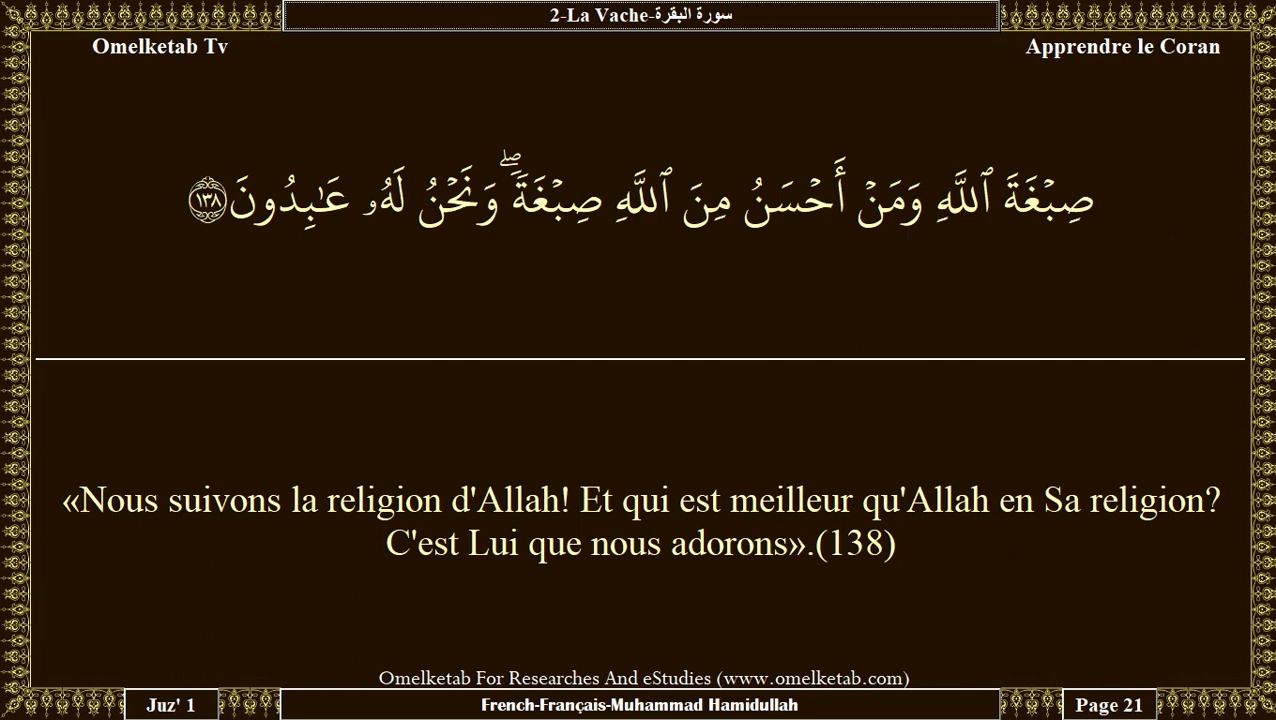 2-La Vache-سورة البقرة
Omelketab Tv
Apprendre le Coran
صِبْغَةَ ٱللَّهِ وَمَنْ أَحْسَنُ مِنَ ٱللَّهِ صِبْغَةًۖ وَنَحْنُ لَهُۥ عَـٰبِدُونَ ١٣٨
«Nous suivons la religion d'Allah! Et qui est meilleur qu'Allah en Sa religion?
C'est Lui que nous adorons».(138)
Omelketab For Researches And eStudies (www.omelketab.com)
Juz' 1
French-Français-Muhammad Hamidullah
Page 21